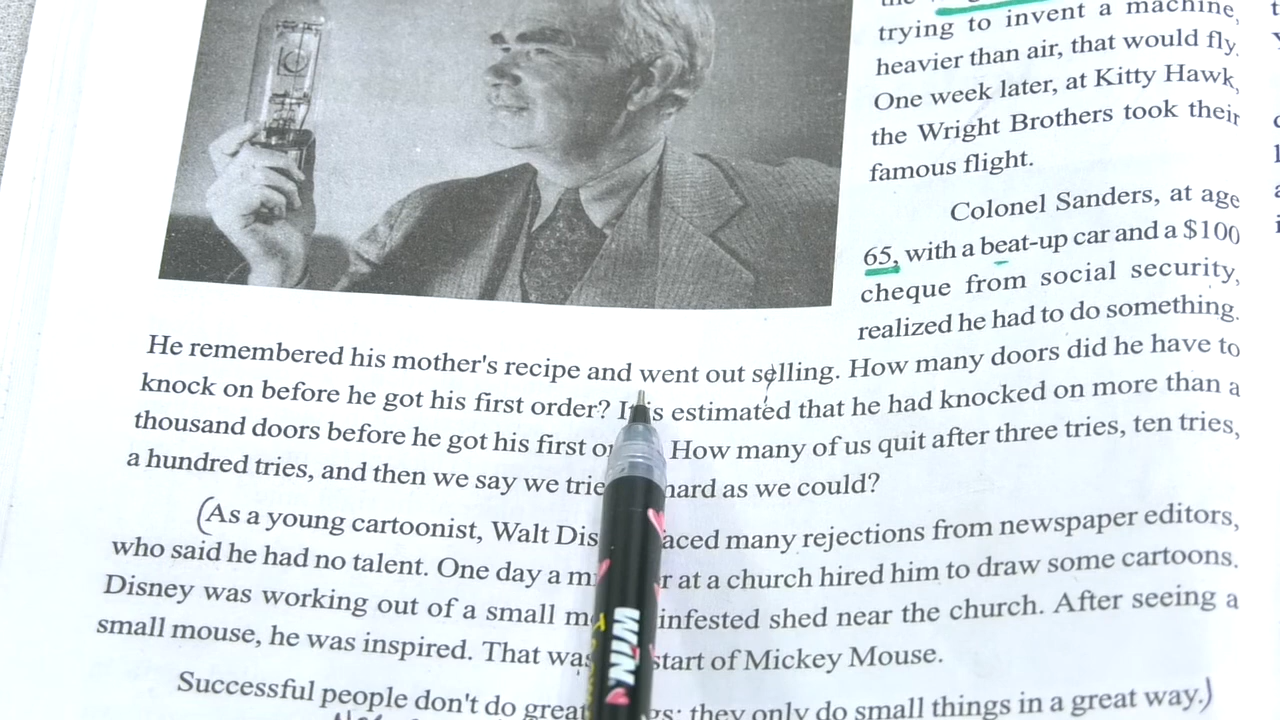 trying to invent a machine,
heavier than air, that would fly.
One week later, at Kitty Hawk,
the Wright Brothers took their
famous flight.
Colonel Sanders, at age
65, with a beat-up car and a $100
cheque from social security,
realized he had to do something.
He remembered his mother's recipe and went out selling. How many doors did he have to
knock on before he got his first order? It is estimated that he had knocked on more than a
thousand doors before he got his first How many of us quit after three tries, ten tries,
a hundred tries, and then we say we hard as we could?
(As a young cartoonist, Walt many rejections from newspaper editors,
who said he had no talent. One day a at a church hired him to draw some cartoons.
Disney was working out of a small infested shed near the church. After seeing a
small mouse, he was inspired. That was start of Mickey Mouse.
Successful people don't do great they only do small things in a great way.)
WIN